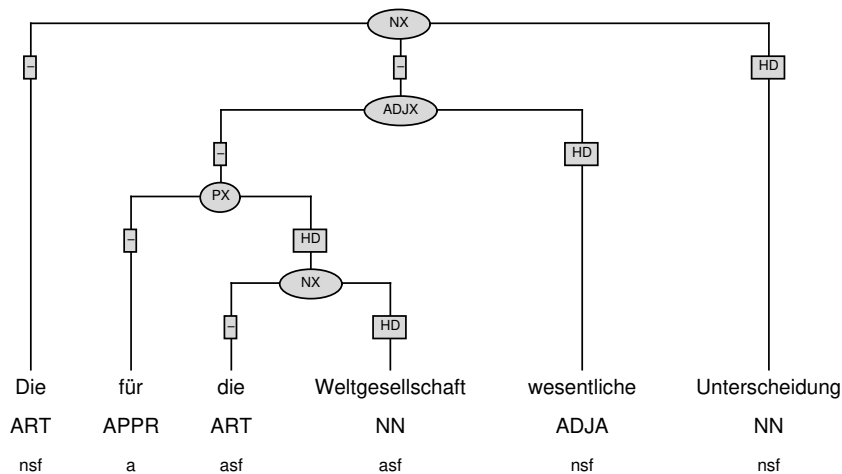 NX
– – HD
ADJX
– HD
PX
– HD
NX
– HD
Die für die Weltgesellschaft wesentliche Unterscheidung
ART APPR ART NN ADJA NN
nsf a asf asf nsf nsf